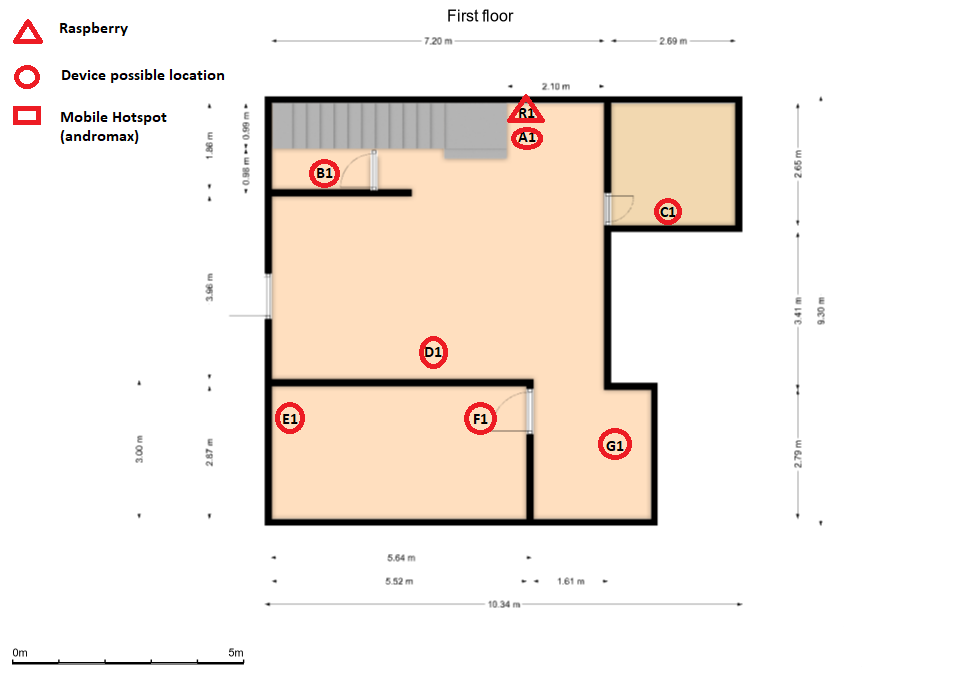 First floor
Raspberry
Device possible location
Mobile Hotspot
(andromax)
7.20 m
2.69 m
2.10 m
R1
A1
B1
C1
D1
E1
F1
G1
1.86 m
0.98 m
0.99 m
3.96 m
2.87 m
3.00 m
2.65 m
3.41 m
2.79 m
9.30 m
5.64 m
5.52 m
1.61 m
10.34 m
0m
5m